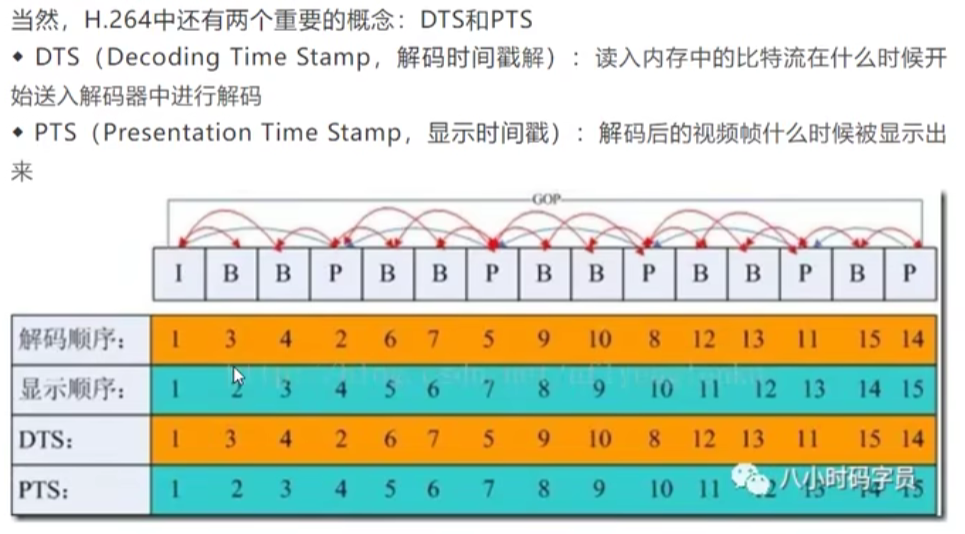 当然，H.264中还有两个重要的概念：DTS和PTS
◆ DTS（Decoding Time Stamp，解码时间戳解）：读入内存中的比特流在什么时候开
始送入解码器中进行解码
◆ PTS（Presentation Time Stamp，显示时间戳）：解码后的视频帧什么时候被显示出
来
GOP
I B B P B B P B B P B B P B P
解码顺序： 1 3 4 2 6 7 5 9 10 8 12 13 11 15 14
显示顺序： 1 2 3 4 5 6 7 8 9 10 11 12 13 14 15
DTS： 1 3 4 2 6 7 5 9 10 8 12 13 11 15 14
PTS： 1 2 3 4 5 6 7 8 9 10 11 12 13 14 15
八小时码字员